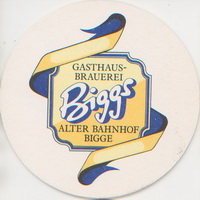 GASTHAUS-
BRAUEREI
Biggs
ALTER BAHNHOF
BIGGE